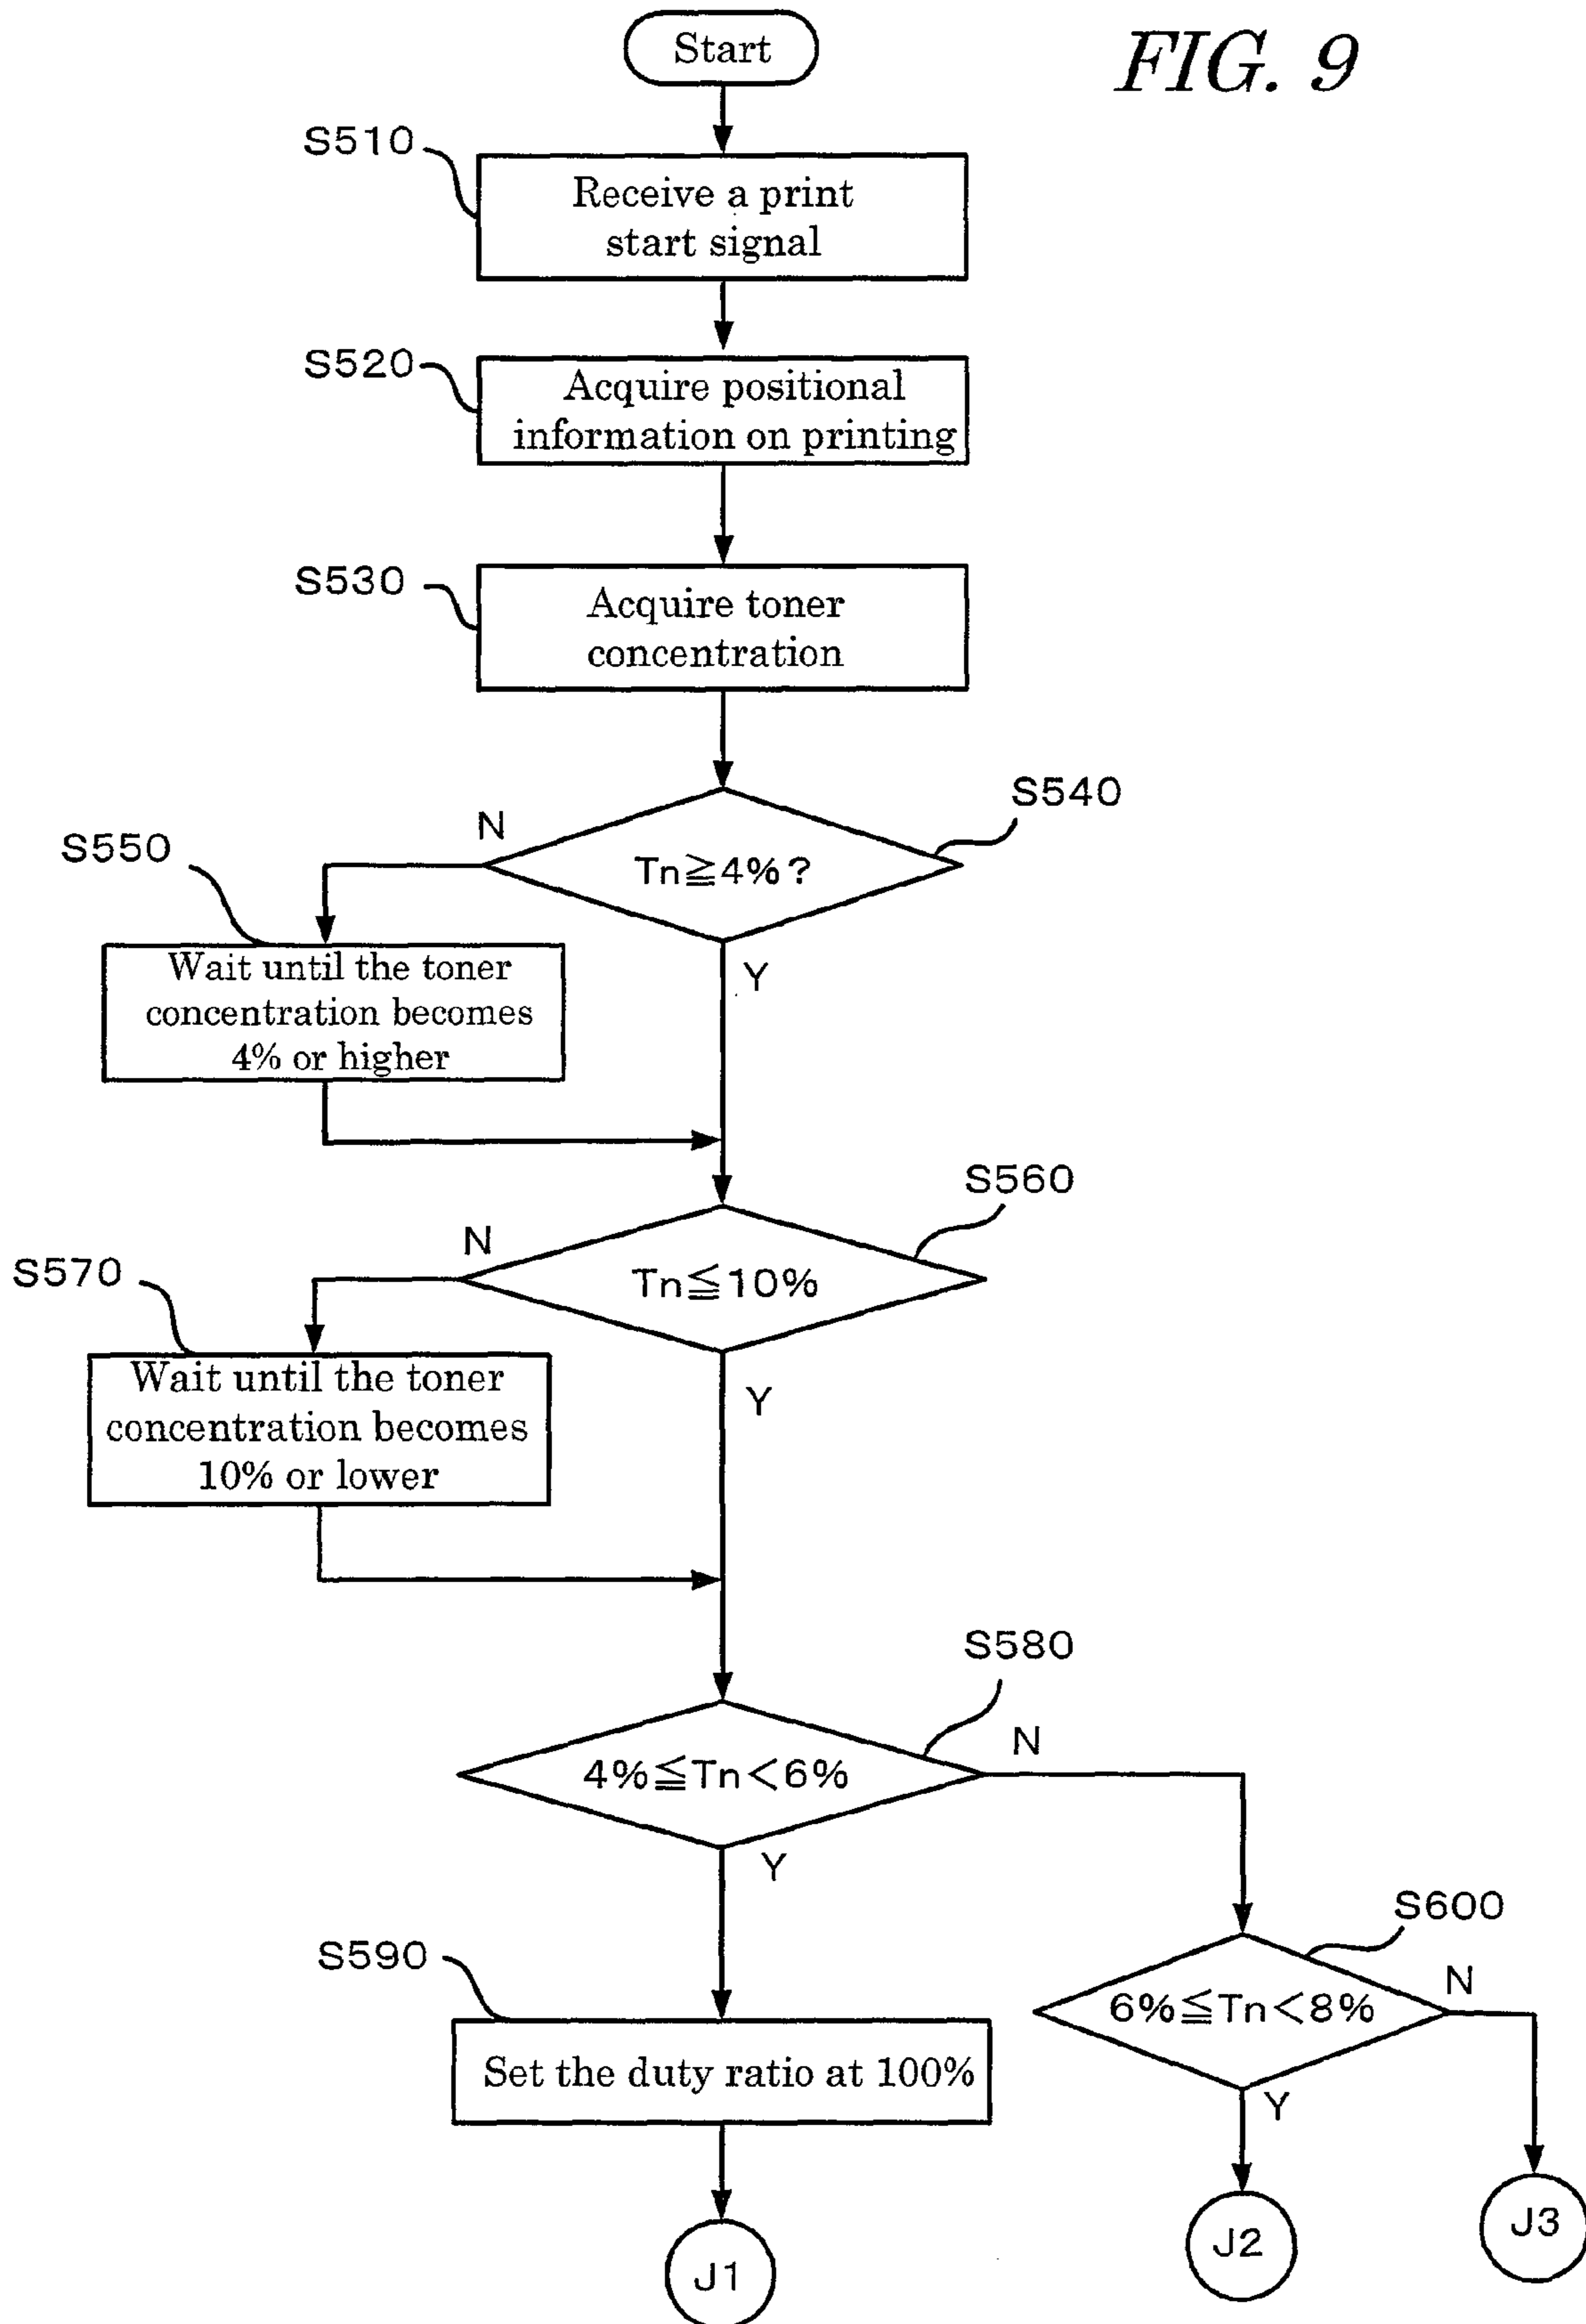 FIG. 9
Start
S510
Receive a print
start signal
S520
Acquire positional
information on printing
S530
Acquire toner
concentration
S540
Tn≧4%?
N
Y
S550
Wait until the toner
concentration becomes
4% or higher
S560
Tn≦10%
N
Y
S570
Wait until the toner
concentration becomes
10% or lower
S580
4%≦Tn<6%
N
Y
S590
Set the duty ratio at 100%
S600
6%≦Tn<8%
N
Y
J1
J2
J3